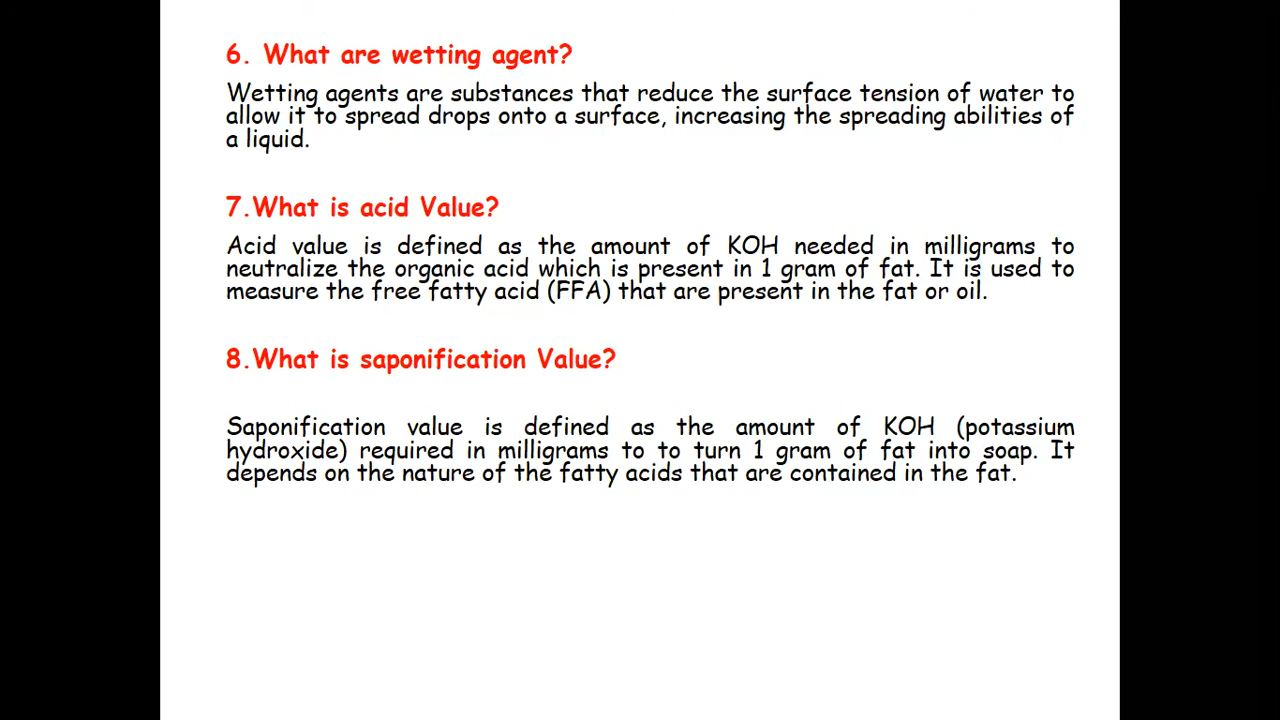 6. What are wetting agent?
Wetting agents are substances that reduce the surface tension of water to
allow it to spread drops onto a surface, increasing the spreading abilities of
a liquid.
7.What is acid Value?
Acid value is defined as the amount of KOH needed in milligrams to
neutralize the organic acid which is present in 1 gram of fat. It is used to
measure the free fatty acid (FFA) that are present in the fat or oil.
8.What is saponification Value?
Saponification value is defined as the amount of KOH (potassium
hydroxide) required in milligrams to to turn 1 gram of fat into soap. It
depends on the nature of the fatty acids that are contained in the fat.